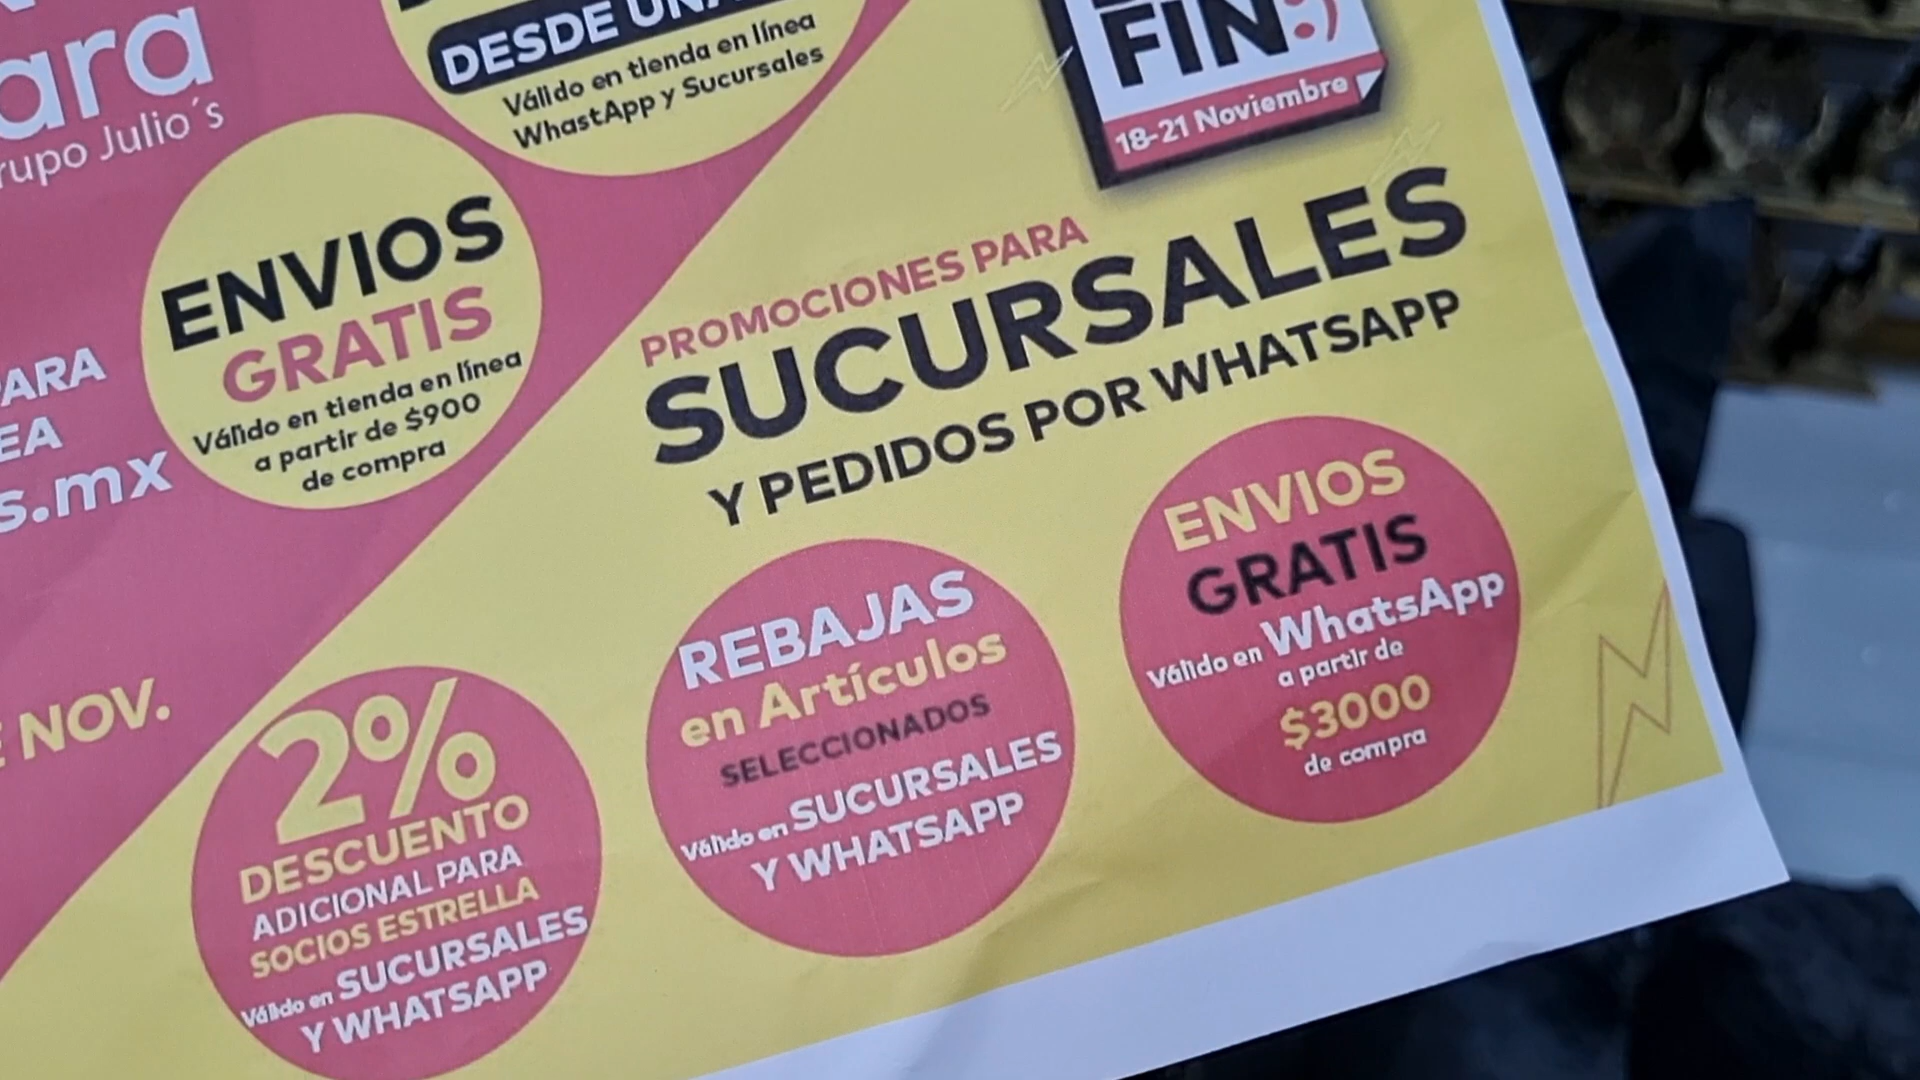 ara
Grupo Julio´s
DESDE UNA
Válido en tienda en línea
WhastApp y Sucursales
FIN:)
18-21 Noviembre
ENVIOS
GRATIS
Válido en tienda en línea
a partir de $900
de compra
PARA
EA
s.mx
NOV.
PROMOCIONES PARA
SUCURSALES
Y PEDIDOS POR WHATSAPP
2%
DESCUENTO
ADICIONAL PARA
SOCIOS ESTRELLA
Válido en SUCURSALES
Y WHATSAPP
REBAJAS
en Artículos
SELECCIONADOS
Válido en SUCURSALES
Y WHATSAPP
ENVIOS
GRATIS
Válido en WhatsApp
a partir de
$3000
de compra